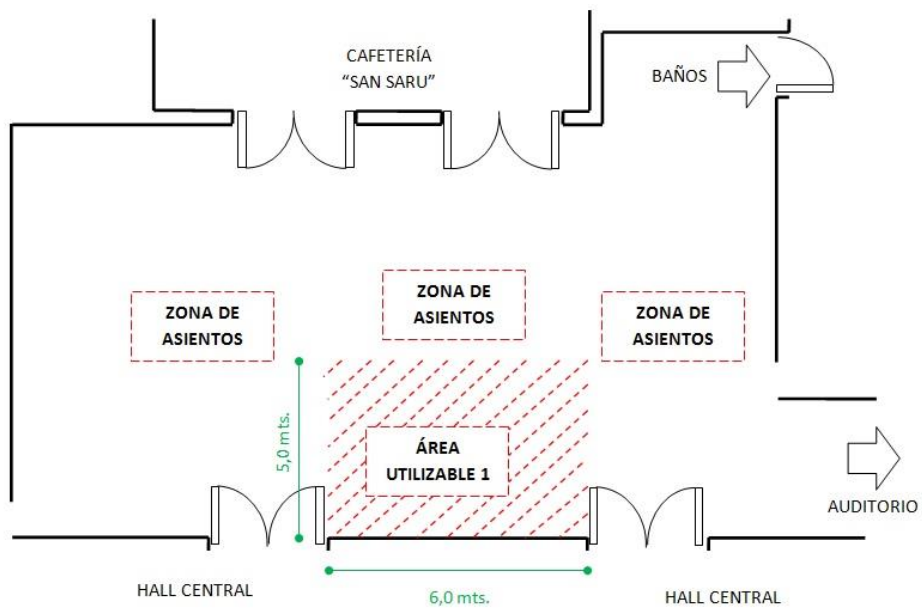 CAFETERÍA
“SAN SARU”
BAÑOS
ZONA DE
ASIENTOS
ZONA DE
ASIENTOS
ZONA DE
ASIENTOS
5,0 mts.
ÁREA
UTILIZABLE 1
AUDITORIO
HALL CENTRAL
6,0 mts.
HALL CENTRAL